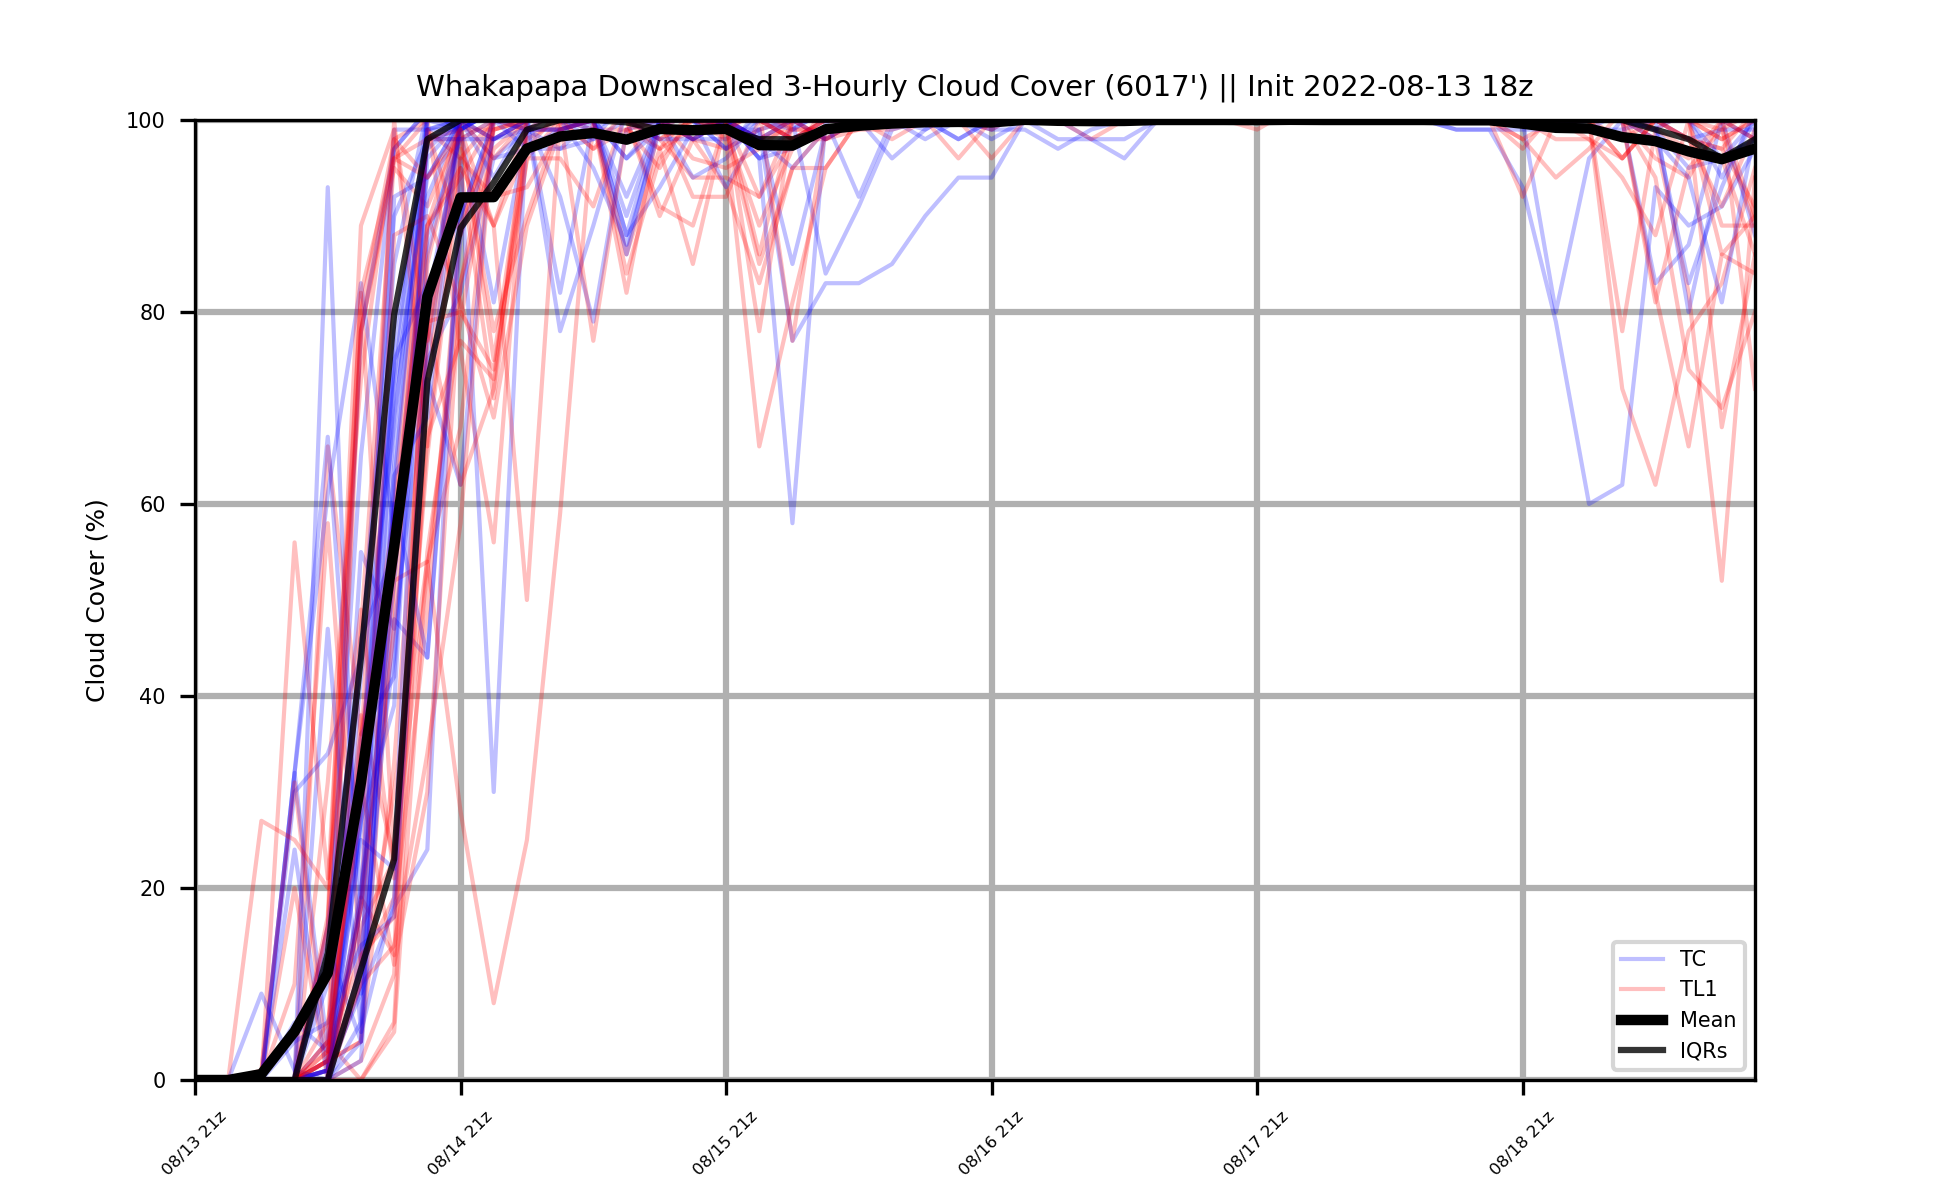 Whakapapa Downscaled 3-Hourly Cloud Cover (6017') || Init 2022-08-13 18z
Cloud Cover (%)
100
80
60
40
20
0
TC
TL1
Mean
IQRs
08/13 21z
08/14 21z
08/15 21z
08/16 21z
08/17 21z
08/18 21z